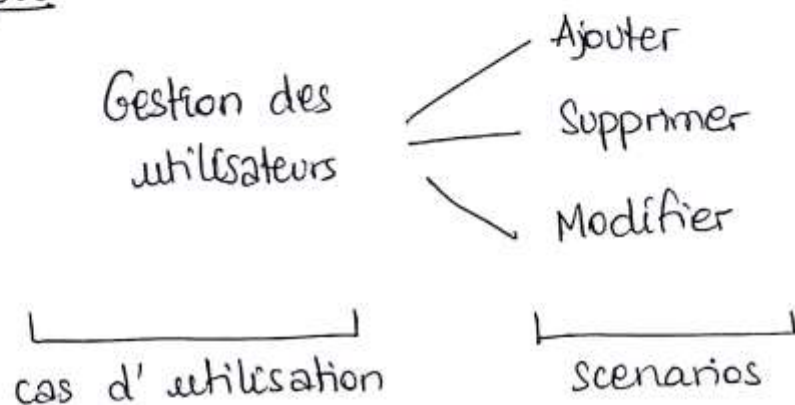 Ajouter
Gestion des
utilisateurs
Supprimer
Modifier
cas d' utilisation
scenarios